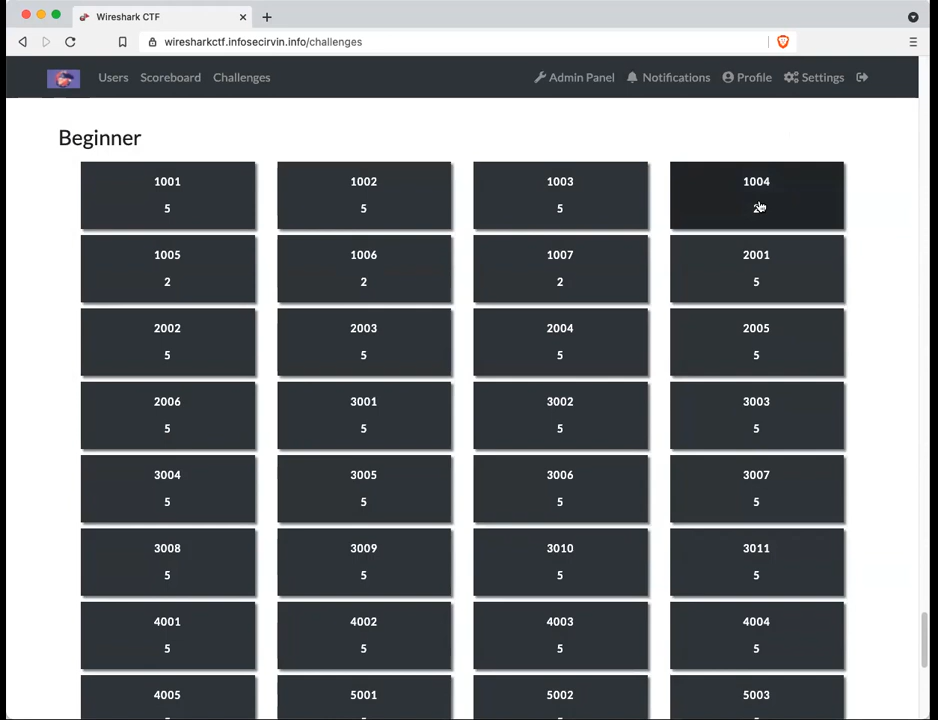 Wireshark CTF
wiresharkctf.infosecirvin.info/challenges
Users Scoreboard Challenges Admin Panel Notifications Profile Settings
Beginner
1001 1002 1003 1004
5 5 5
1005 1006 1007 2001
2 2 2 5
2002 2003 2004 2005
5 5 5 5
2006 3001 3002 3003
5 5 5 5
3004 3005 3006 3007
5 5 5 5
3008 3009 3010 3011
5 5 5 5
4001 4002 4003 4004
5 5 5 5
4005 5001 5002 5003